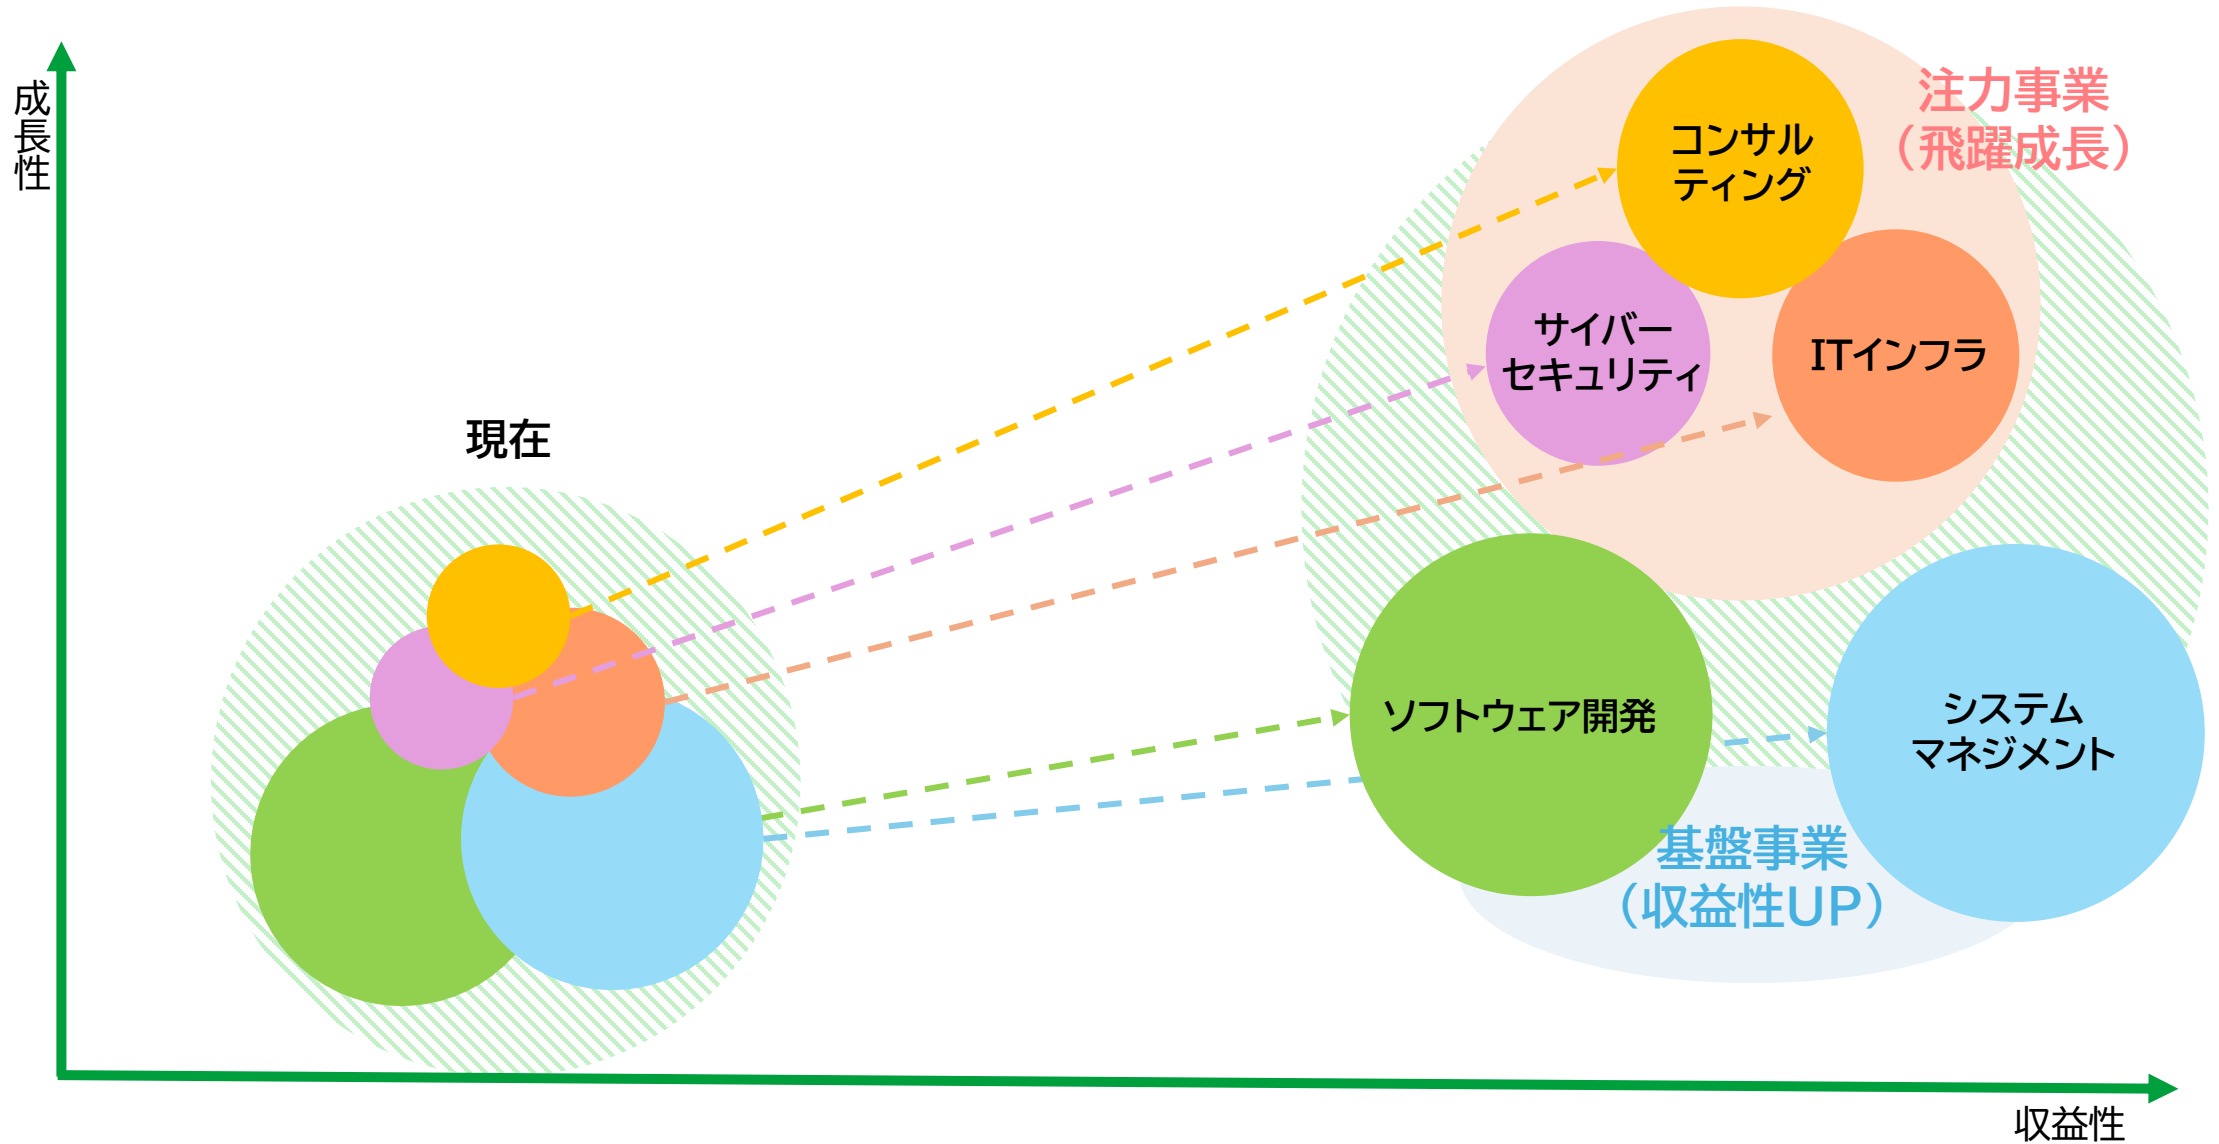 成長性
現在
注力事業
（飛躍成長）
コンサル
ティング
サイバー
セキュリティ
ITインフラ
ソフトウェア開発
システム
マネジメント
基盤事業
（収益性UP）
収益性